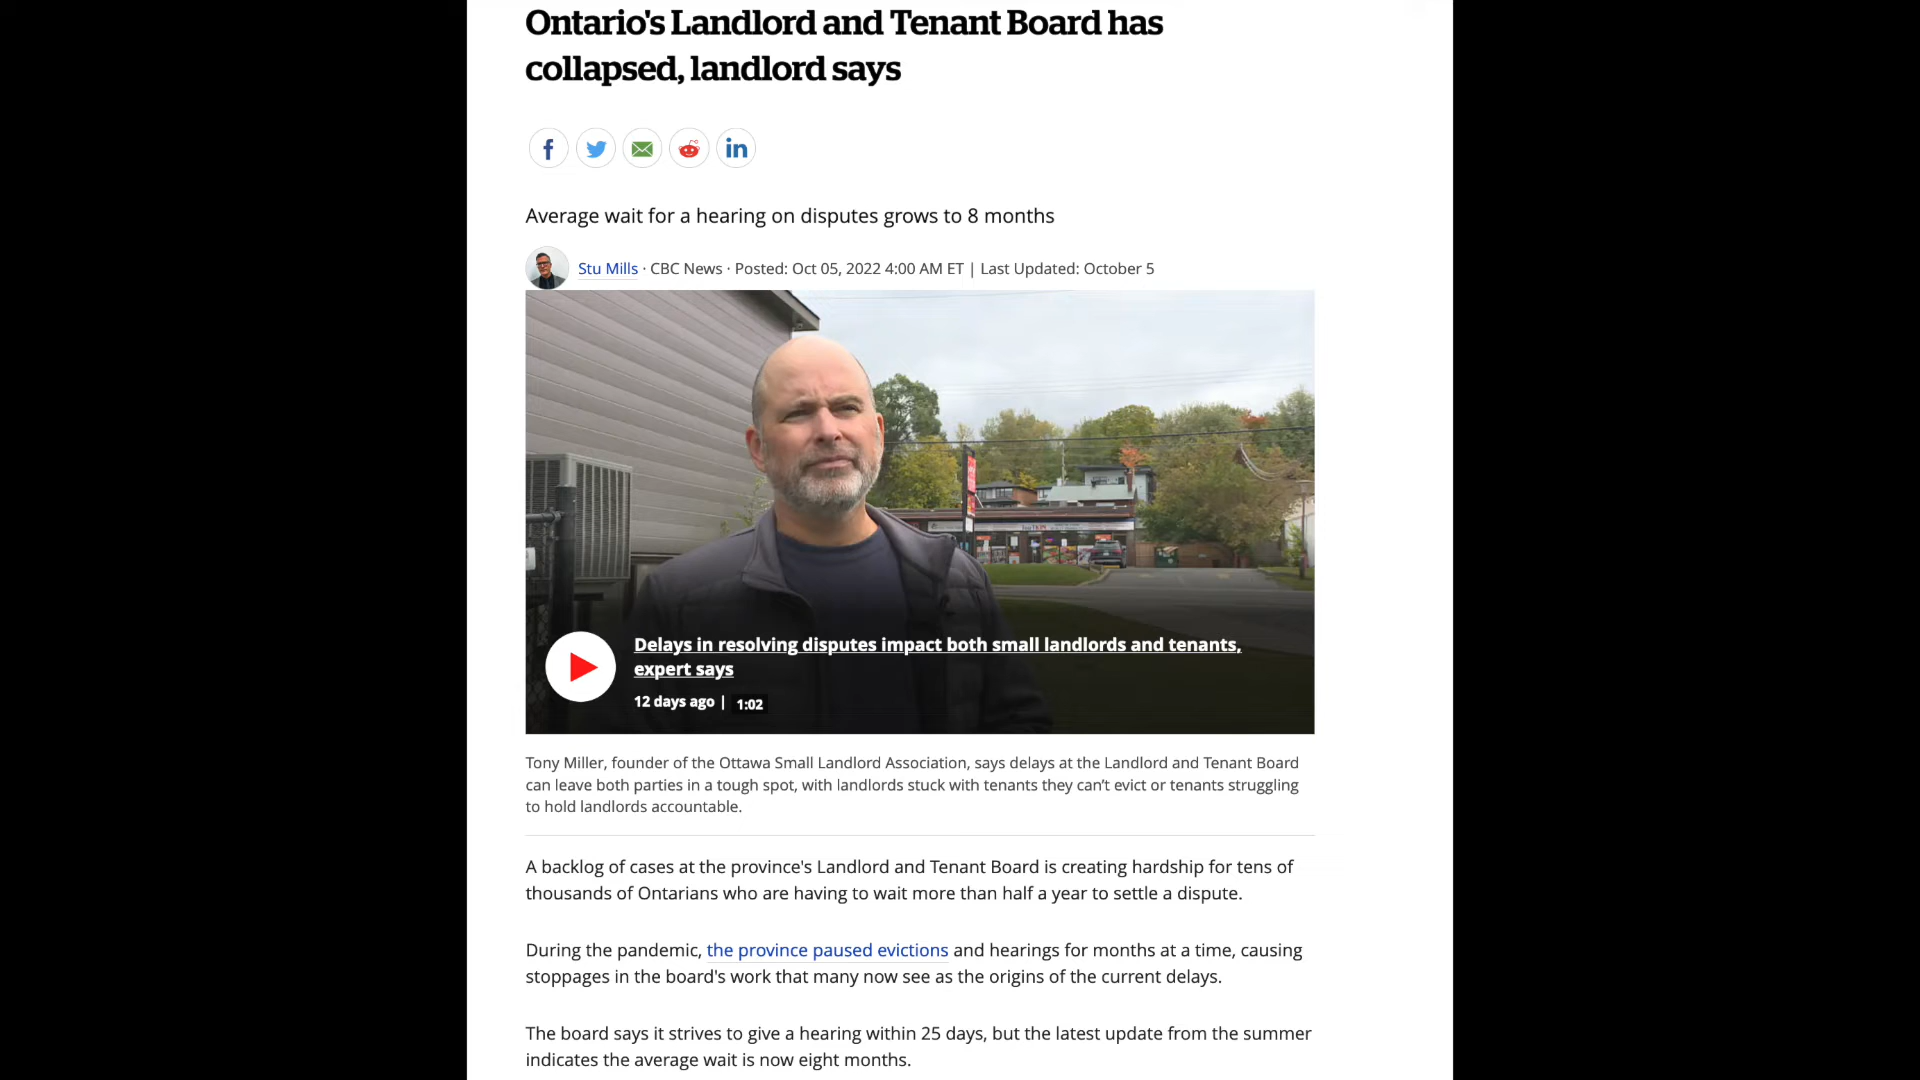 Ontario's Landlord and Tenant Board has
collapsed, landlord says
Average wait for a hearing on disputes grows to 8 months
Stu Mills · CBC News · Posted: Oct 05, 2022 4:00 AM ET | Last Updated: October 5
Delays in resolving disputes impact both small landlords and tenants,
expert says
12 days ago | 1:02
Tony Miller, founder of the Ottawa Small Landlord Association, says delays at the Landlord and Tenant Board
can leave both parties in a tough spot, with landlords stuck with tenants they can’t evict or tenants struggling
to hold landlords accountable.
A backlog of cases at the province's Landlord and Tenant Board is creating hardship for tens of
thousands of Ontarians who are having to wait more than half a year to settle a dispute.
During the pandemic, the province paused evictions and hearings for months at a time, causing
stoppages in the board's work that many now see as the origins of the current delays.
The board says it strives to give a hearing within 25 days, but the latest update from the summer
indicates the average wait is now eight months.